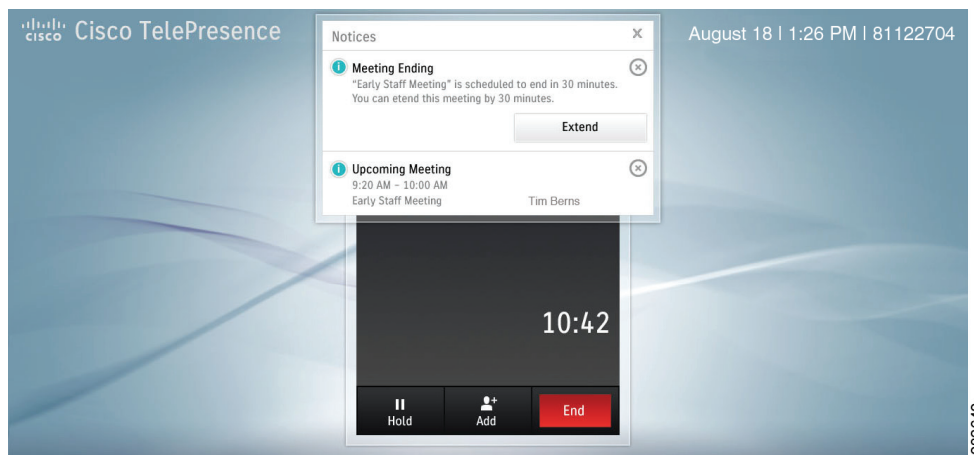 CISCO Cisco TelePresence
August 18 | 1:26 PM | 81122704
Notices X
Meeting Ending
"Early Staff Meeting" is scheduled to end in 30 minutes.
You can etend this meeting by 30 minutes.
Extend
Upcoming Meeting
9:20 AM – 10:00 AM
Early Staff Meeting Tim Berns
10:42
Hold
Add
End